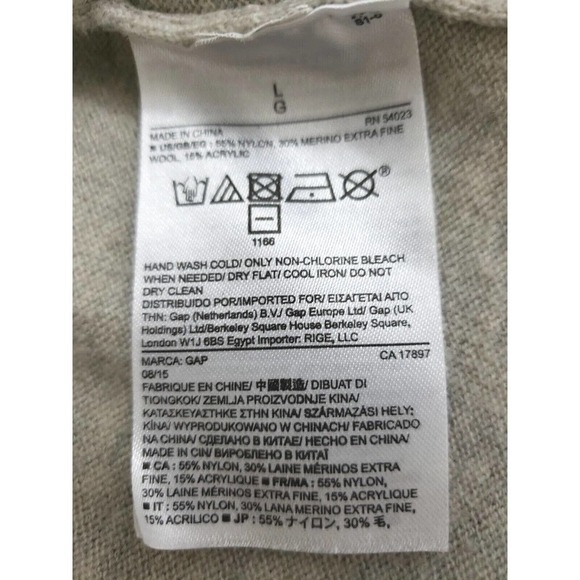 L
G
RN 54023
MADE IN CHINA
■ US/GB/EG : 55% NYLON, 30% MERINO EXTRA FINE
WOOL, 15% ACRYLIC
®
1166
HAND WASH COLD/ ONLY NON-CHLORINE BLEACH
WHEN NEEDED/ DRY FLAT/ COOL IRON/ DO NOT
DRY CLEAN
DISTRIBUIDO POR/IMPORTED FOR/ ΕΙΣΑΓΕΤΑΙ ΑΠΟ
ΤΗΝ: Gap (Netherlands) B.V./ Gap Europe Ltd/ Gap (UK
Holdings) Ltd/Berkeley Square House Berkeley Square,
London W1J 6BS Egypt Importer: RIGE, LLC
MARCA: GAP CA 17897
08/15
FABRIQUE EN CHINE/ 中國製造/ DIBUAT DI
TIONGKOK/ ZEMLJA PROIZVODNJE KINA/
ΚΑΤΑΣΚΕΥΑΣΤΗΚΕ ΣΤΗΝ ΚΙΝΑ/ SZÁRMAZÁSI HELY:
KÍNA/ WYPRODUKOWANO W CHINACH/ FABRICADO
NA CHINA/ СДЕЛАНО В КИТАЕ/ HECHO EN CHINA/
MADE IN CIN/ ВИРОБЛЕНО В КИТАЇ
■ CA : 55% NYLON, 30% LAINE MÉRINOS EXTRA
FINE, 15% ACRYLIQUE ■ FR/MA : 55% NYLON,
30% LAINE MÉRINOS EXTRA FINE, 15% ACRYLIQUE
■ IT : 55% NYLON, 30% LANA MERINO EXTRA FINE,
15% ACRILICO ■ JP : 55% ナイロン, 30% 毛,